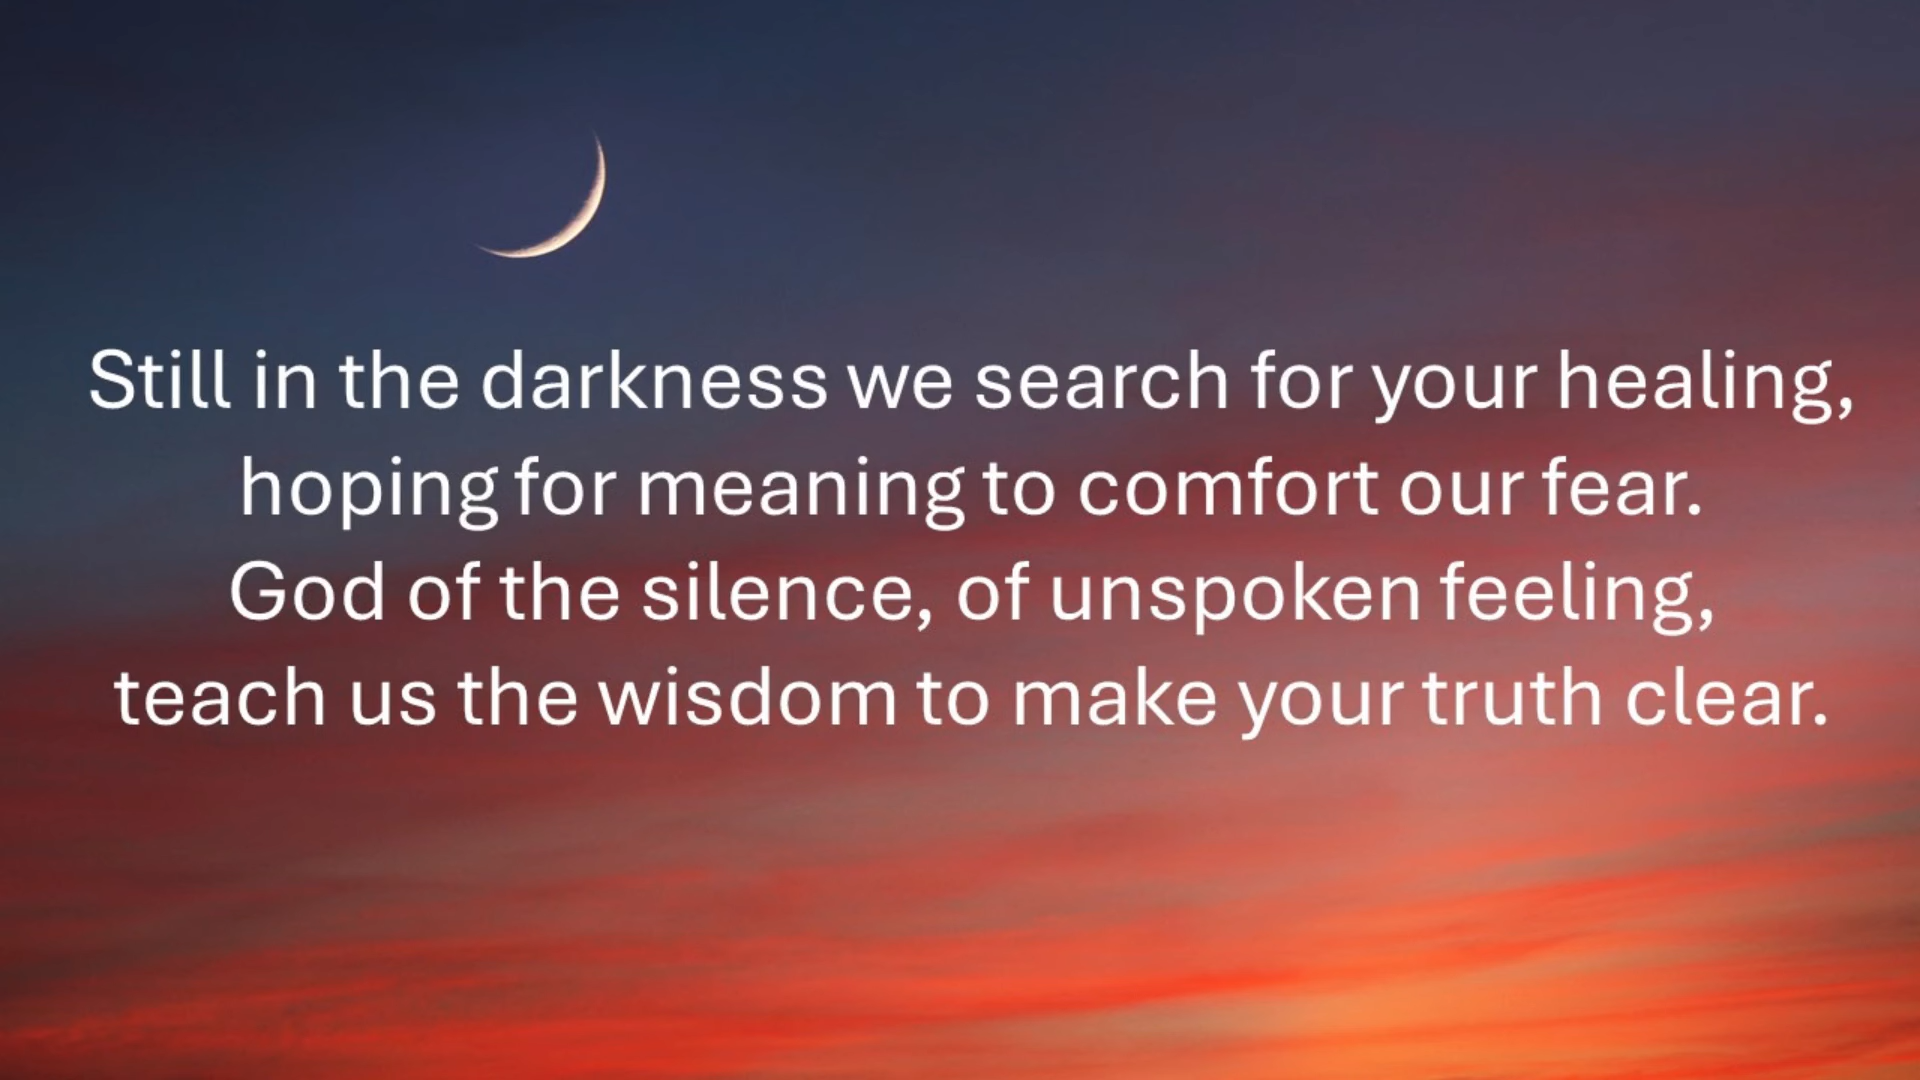 Still in the darkness we search for your healing,
hoping for meaning to comfort our fear.
God of the silence, of unspoken feeling,
teach us the wisdom to make your truth clear.